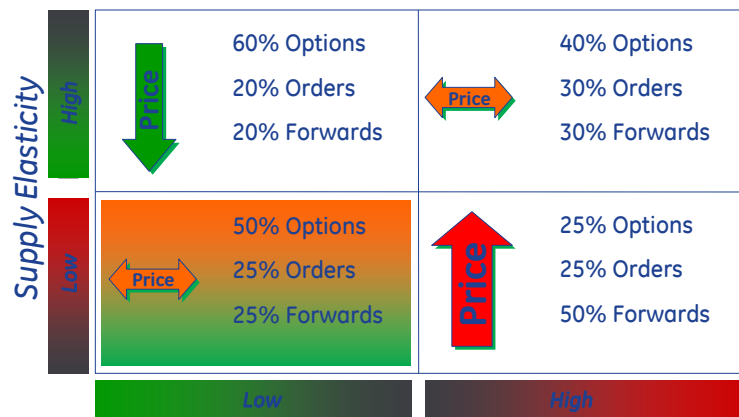 Supply Elasticity
High
Price
60% Options
20% Orders
20% Forwards
Price
40% Options
30% Orders
30% Forwards
Low
Price
50% Options
25% Orders
25% Forwards
Price
25% Options
25% Orders
50% Forwards
Low
High